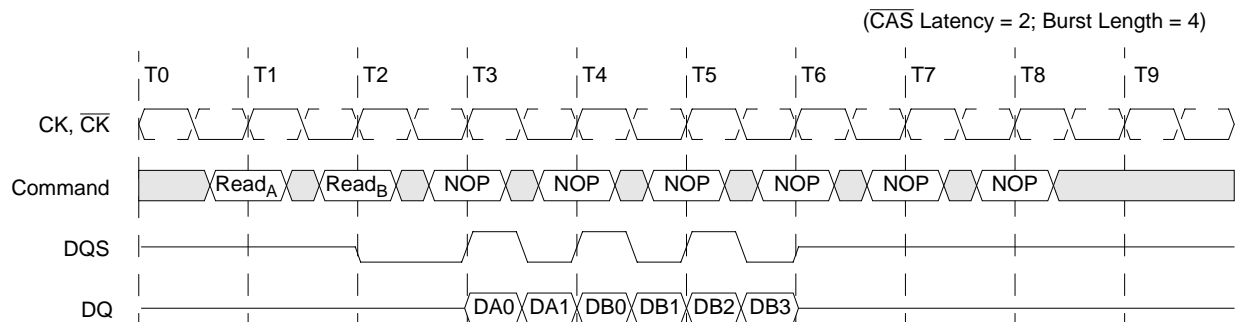 (CAS Latency = 2; Burst Length = 4)
T0 T1 T2 T3 T4 T5 T6 T7 T8 T9
CK, CK
Command ReadA ReadB NOP NOP NOP NOP NOP NOP
DQS
DQ DA0 DA1 DB0 DB1 DB2 DB3